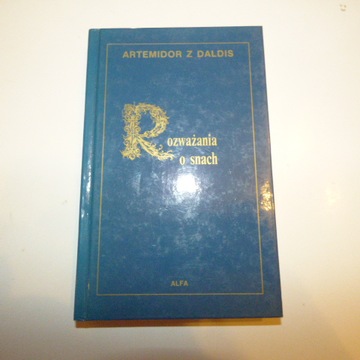 ARTEMIDOR Z DALDIS
Rozważania
o snach
ALFA